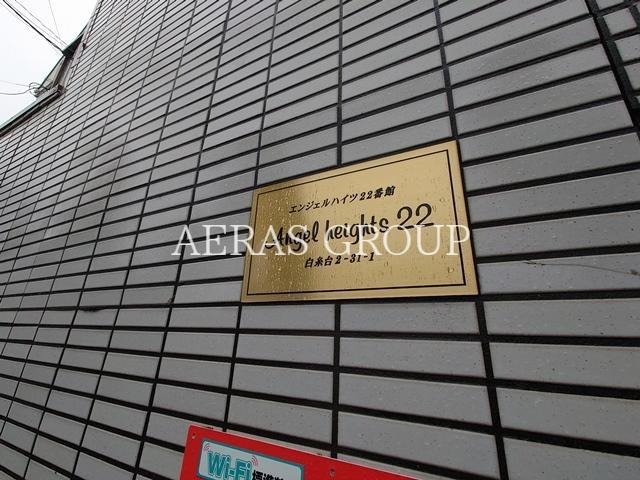 エンジェルハイツ22番館
Angel heights 22
AERAS GROUP
白糸台2-31-1
Wi-Fi